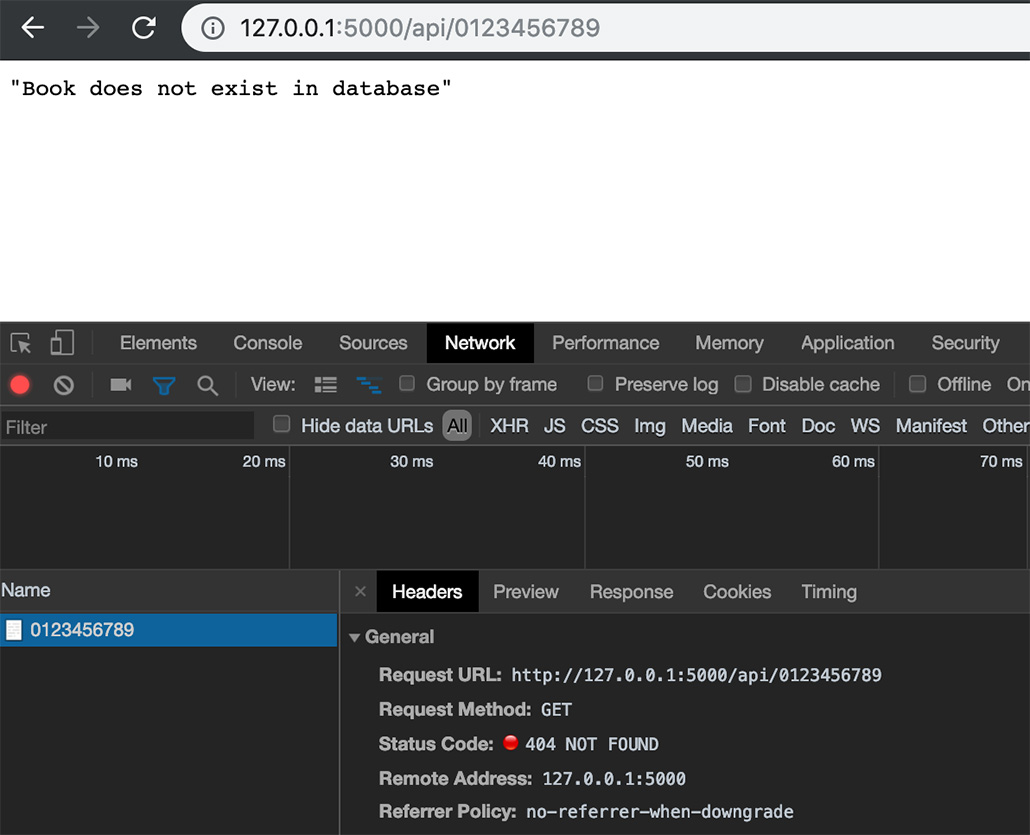 127.0.0.1:5000/api/0123456789
"Book does not exist in database"
Elements Console Sources Network Performance Memory Application Security
View: Group by frame Preserve log Disable cache Offline On
Filter Hide data URLs All XHR JS CSS Img Media Font Doc WS Manifest Other
10 ms 20 ms 30 ms 40 ms 50 ms 60 ms 70 ms
Name Headers Preview Response Cookies Timing
0123456789
General
Request URL: http://127.0.0.1:5000/api/0123456789
Request Method: GET
Status Code: 404 NOT FOUND
Remote Address: 127.0.0.1:5000
Referrer Policy: no-referrer-when-downgrade